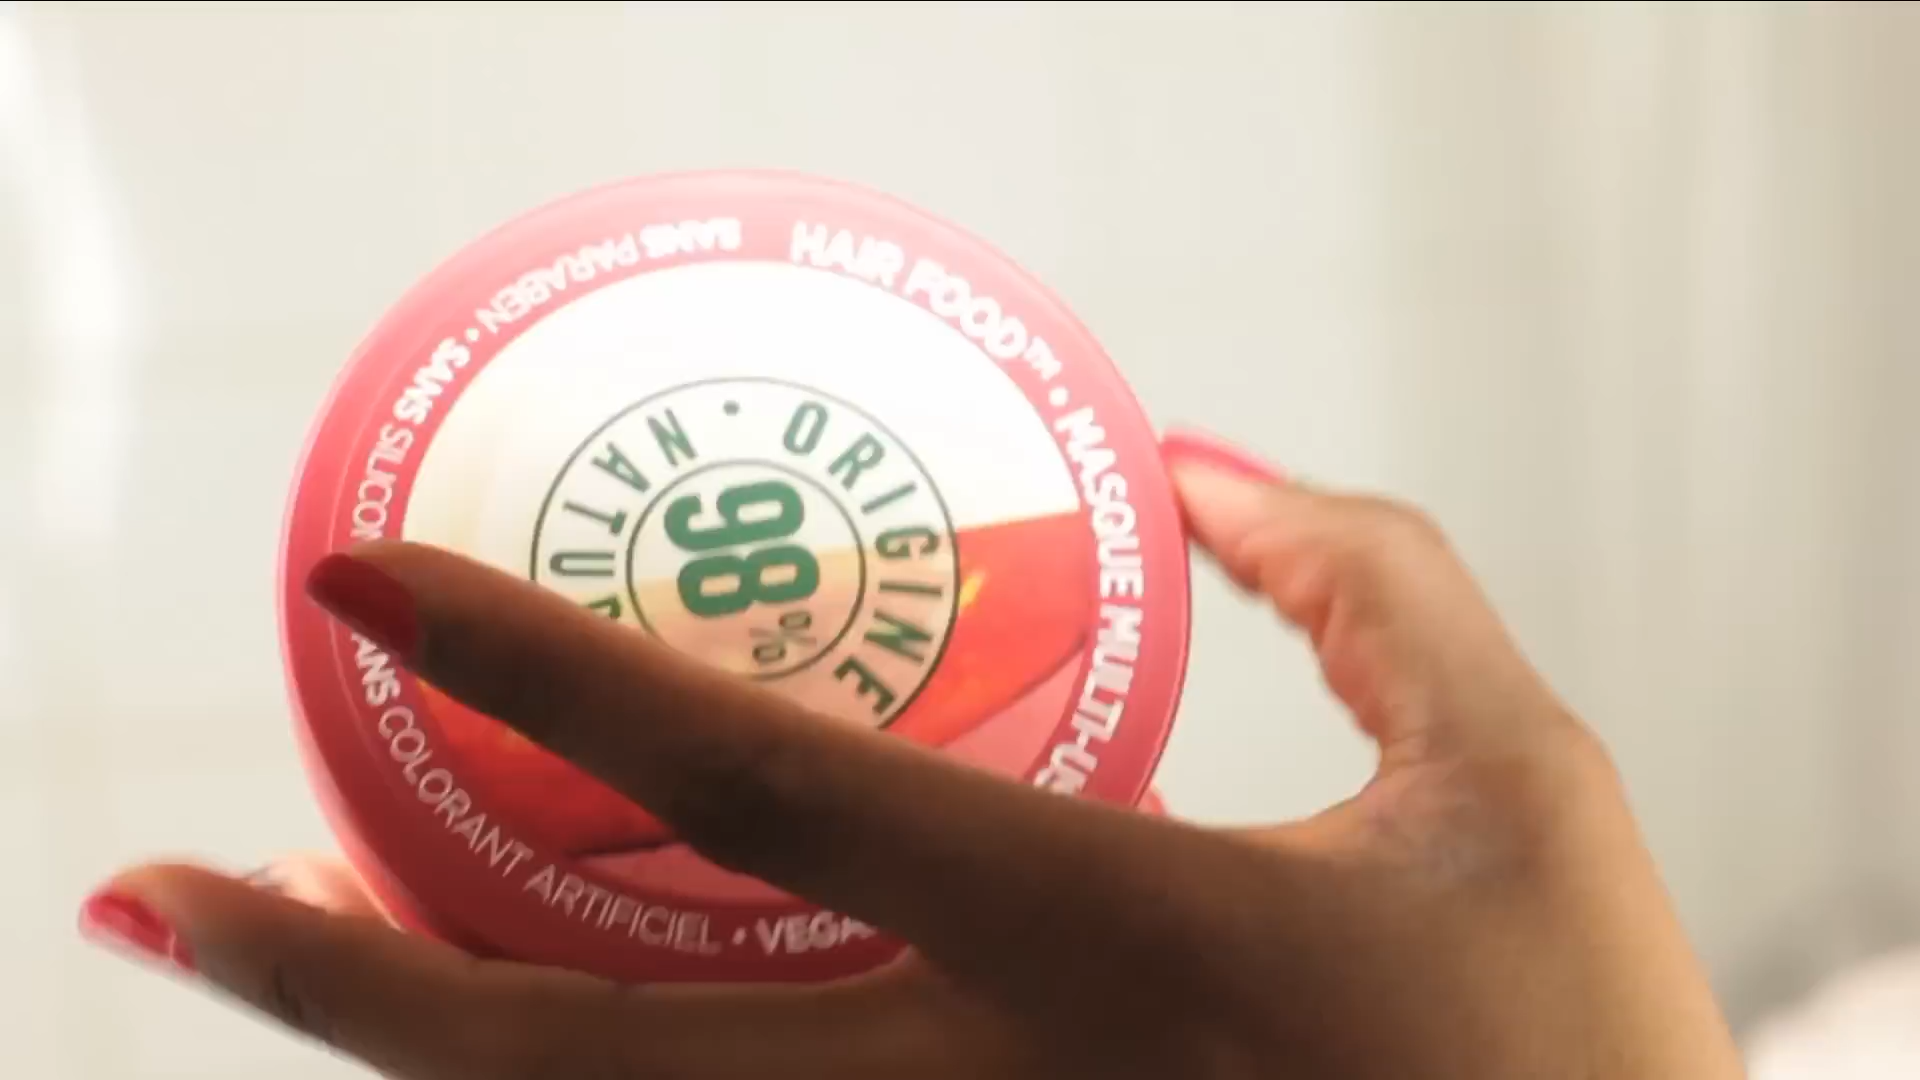 HAIR FOOD™ • MASQUE MULTI-US
VEGA
SANS COLORANT ARTIFICIEL •
SANS SILICON
SANS PARABEN •
ORIGINE
NATU
98%